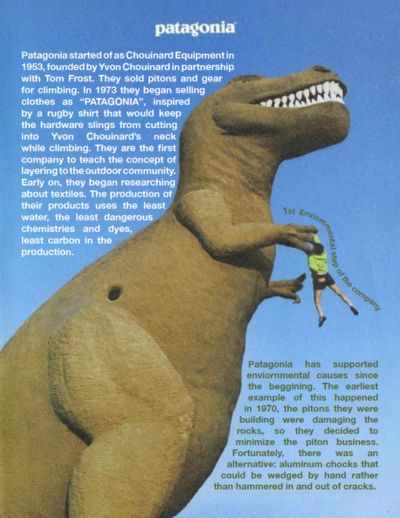 patagonia
Patagonia started of as Chouinard Equipment in
1953, founded by Yvon Chouinard in partnership
with Tom Frost. They sold pitons and gear
for climbing. In 1973 they began selling
clothes as "PATAGONIA", inspired
by a rugby shirt that would keep
the hardware slings from cutting
into Yvon Chouinard's neck
while climbing. They are the first
company to teach the concept of
layering to the outdoor community.
Early on, they began researching
about textiles. The production of
their products uses the least
water, the least dangerous
chemistries and dyes,
least carbon in the
production.
1st Enviornmental step of the company
Patagonia has supported
enviornmental causes since
the beggining. The earliest
example of this happened
in 1970, the pitons they were
building were damaging the
rocks, so they decided to
minimize the piton business.
Fortunately, there was an
alternative: aluminum chocks that
could be wedged by hand rather
than hammered in and out of cracks.